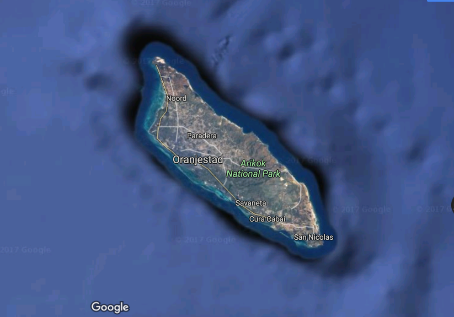 Noord
Paradera
Oranjestad
Arikok
National Park
Savaneta
Cura Cabai
San Nicolas
Google